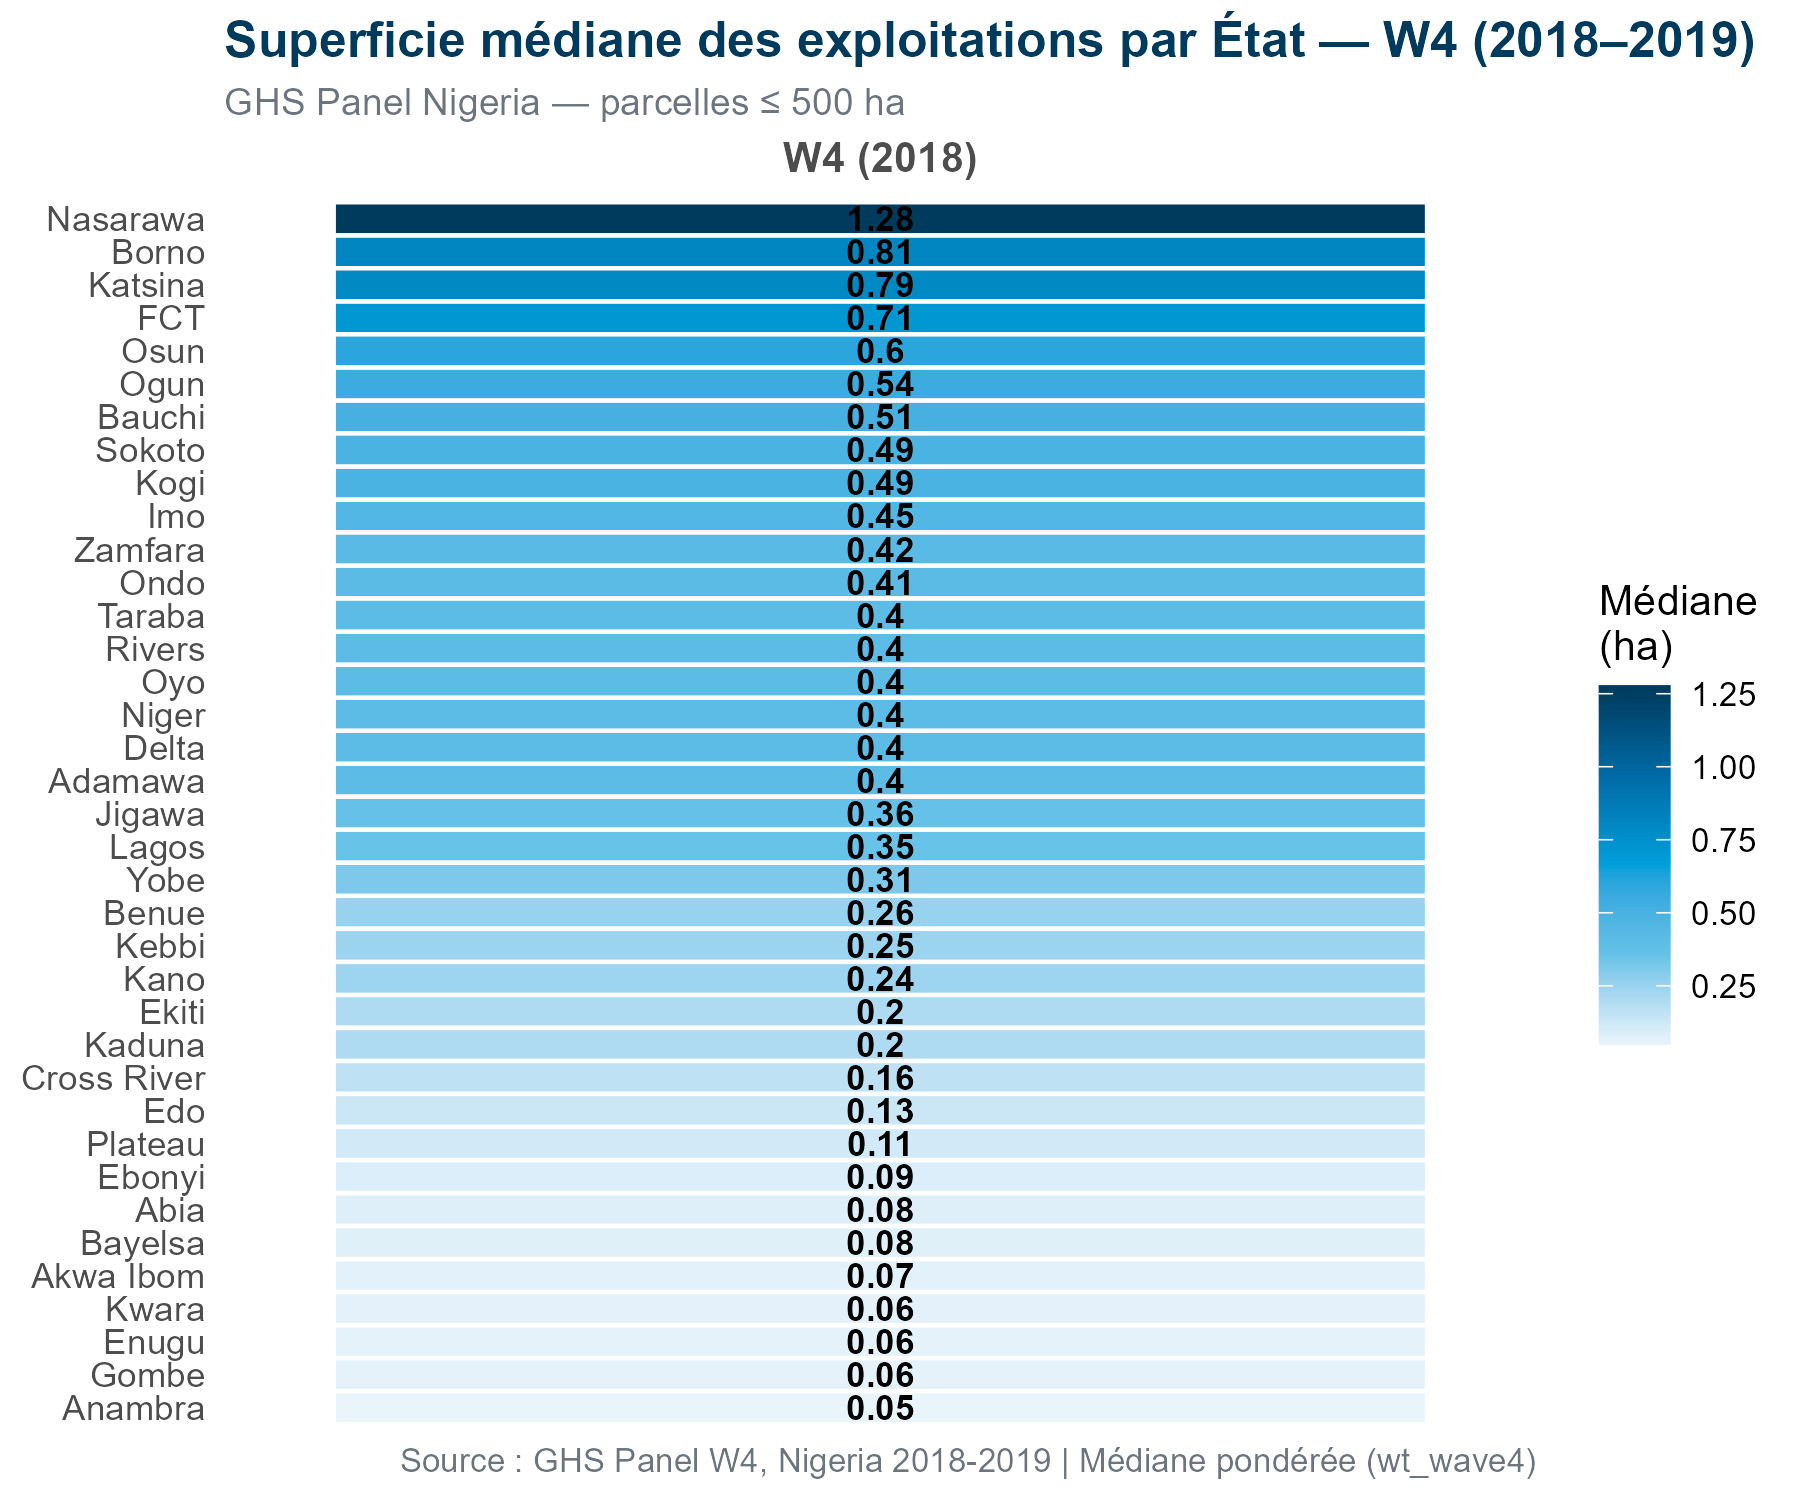 Superficie médiane des exploitations par État — W4 (2018–2019)
GHS Panel Nigeria — parcelles ≤ 500 ha
W4 (2018)
Nasarawa 1.28
Borno 0.81
Katsina 0.79
FCT 0.71
Osun 0.6
Ogun 0.54
Bauchi 0.51
Sokoto 0.49
Kogi 0.49
Imo 0.45
Zamfara 0.42
Ondo 0.41
Taraba 0.4
Rivers 0.4
Oyo 0.4
Niger 0.4
Delta 0.4
Adamawa 0.4
Jigawa 0.36
Lagos 0.35
Yobe 0.31
Benue 0.26
Kebbi 0.25
Kano 0.24
Ekiti 0.2
Kaduna 0.2
Cross River 0.16
Edo 0.13
Plateau 0.11
Ebonyi 0.09
Abia 0.08
Bayelsa 0.08
Akwa Ibom 0.07
Kwara 0.06
Enugu 0.06
Gombe 0.06
Anambra 0.05
Médiane
(ha)
1.25
1.00
0.75
0.50
0.25
Source : GHS Panel W4, Nigeria 2018-2019 | Médiane pondérée (wt_wave4)